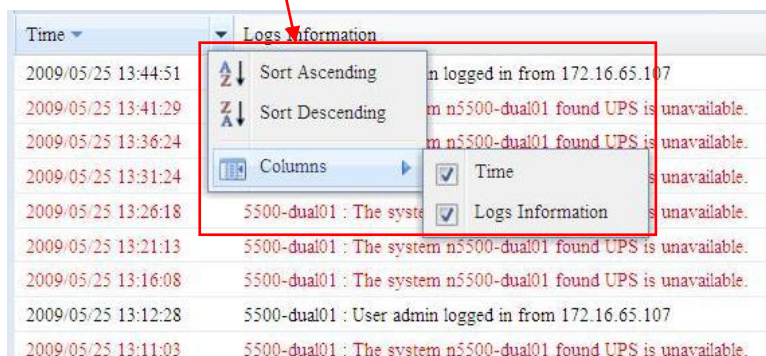 Time Logs Information
2009/05/25 13:44:51 Sort Ascending n logged in from 172.16.65.107
2009/05/25 13:41:29 Sort Descending m n5500-dual01 found UPS is unavailable.
2009/05/25 13:36:24 m n5500-dual01 found UPS is unavailable.
2009/05/25 13:31:24 Columns Time s unavailable.
2009/05/25 13:26:18 5500-dual01 : The syste Logs Information s unavailable.
2009/05/25 13:21:13 5500-dual01 : The system n5500-dual01 found UPS is unavailable.
2009/05/25 13:16:08 5500-dual01 : The system n5500-dual01 found UPS is unavailable.
2009/05/25 13:12:28 5500-dual01 : User admin logged in from 172.16.65.107
2009/05/25 13:11:03 5500-dual01 : The system n5500-dual01 found UPS is unavailable.